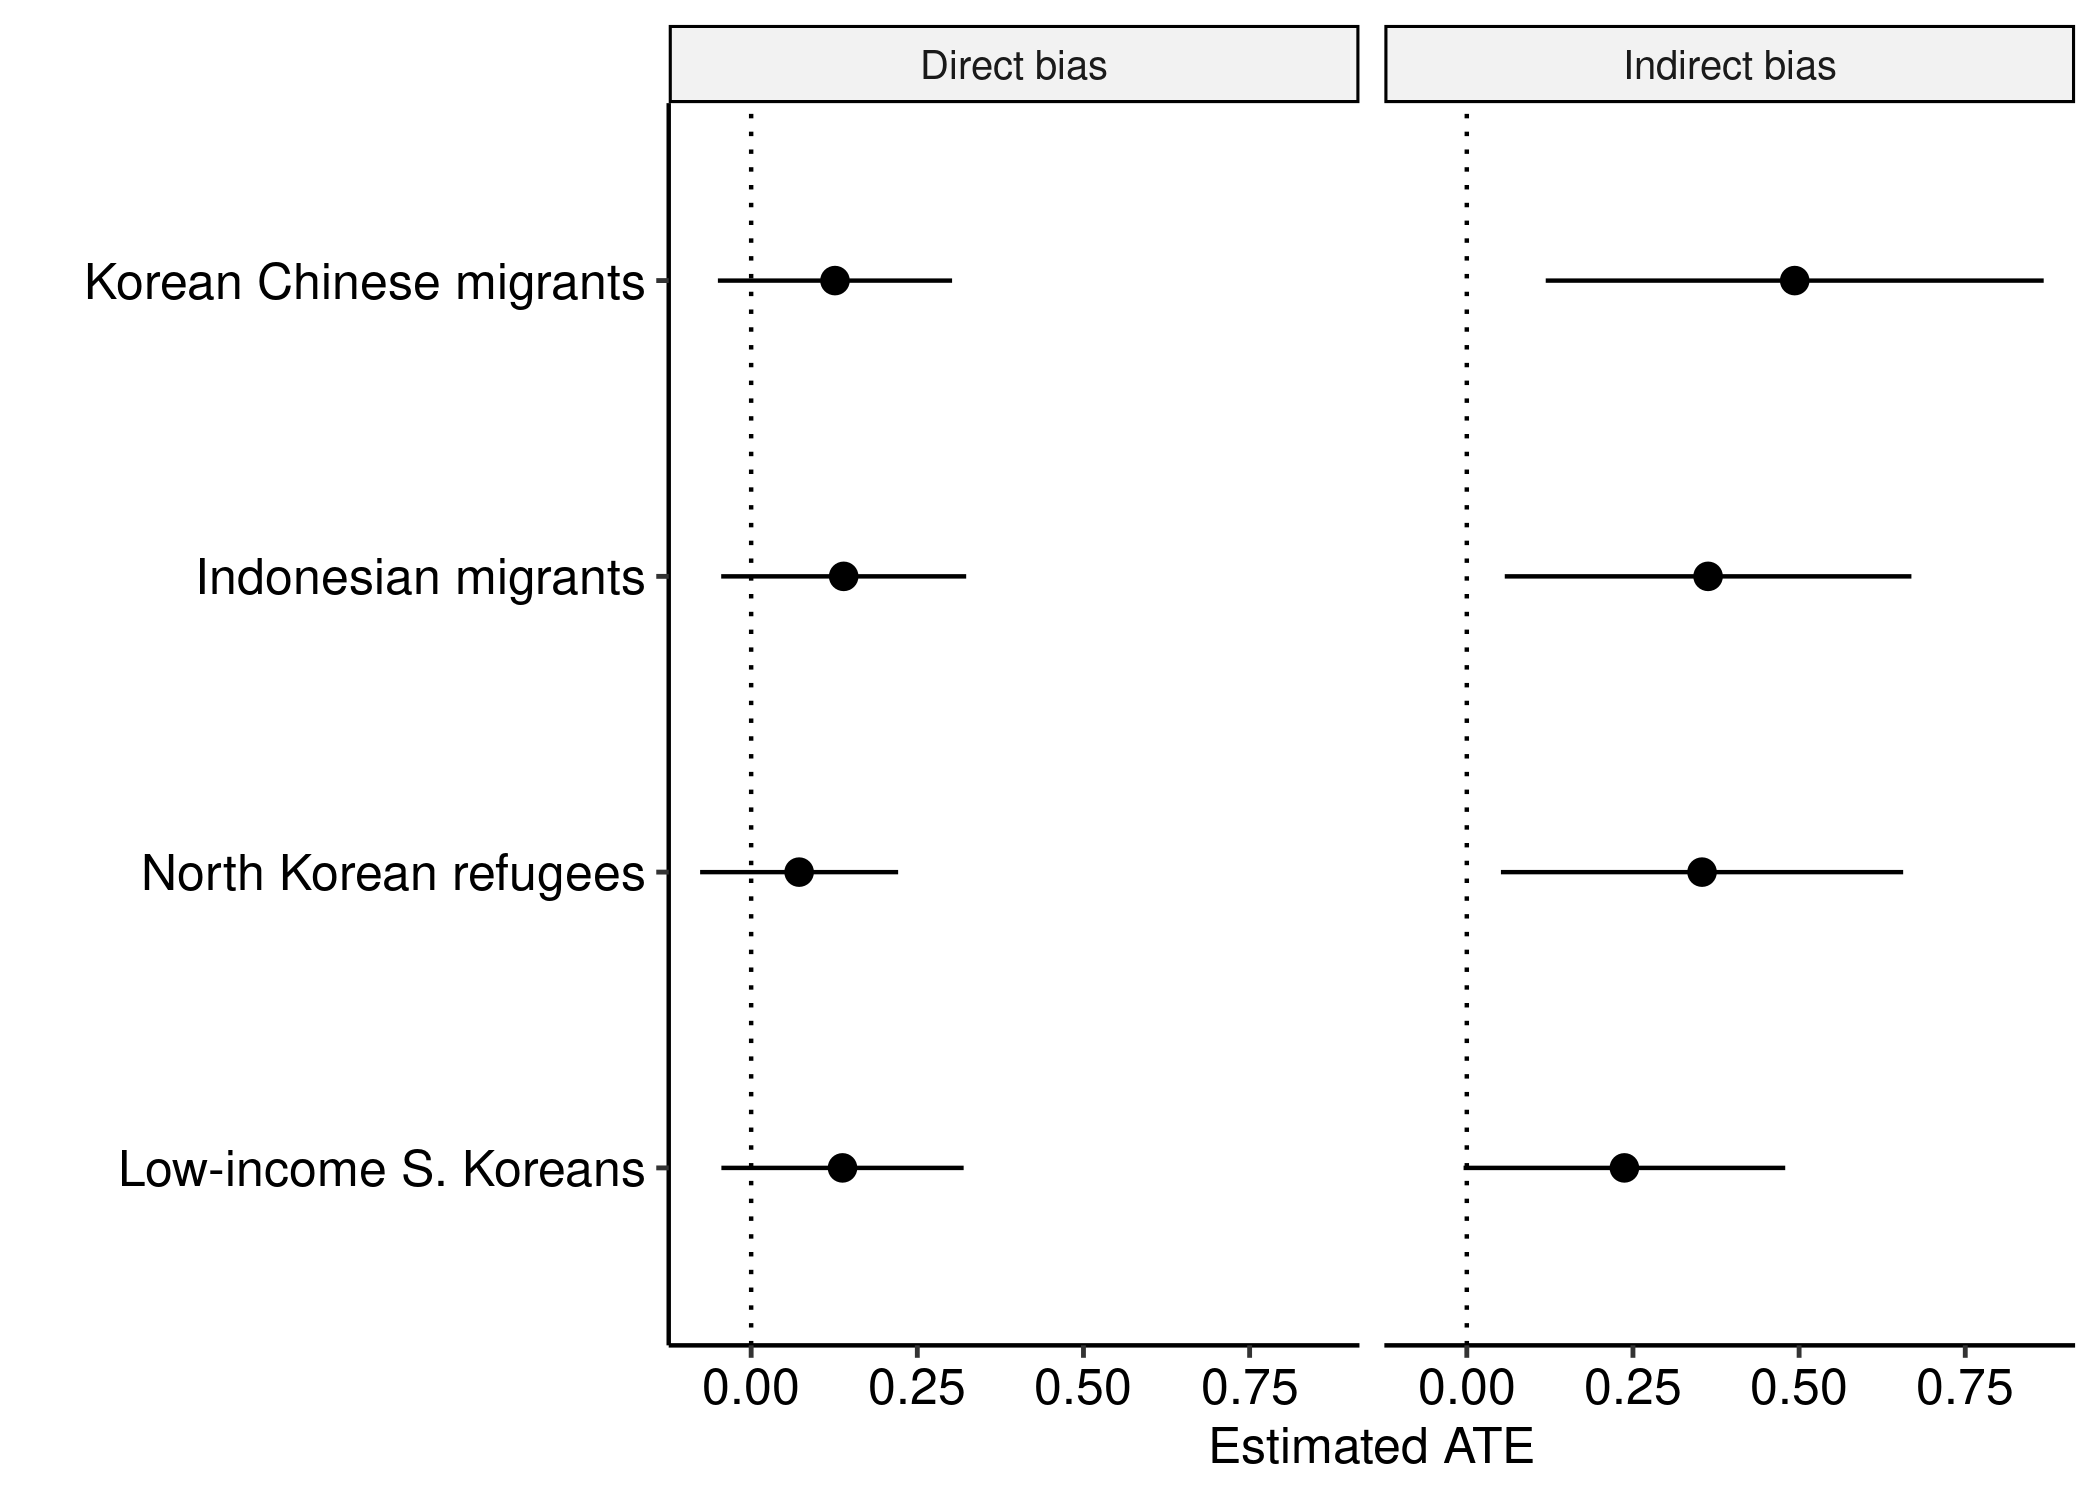 Direct bias
Indirect bias
Korean Chinese migrants
Indonesian migrants
North Korean refugees
Low-income S. Koreans
0.00 0.25 0.50 0.75
0.00 0.25 0.50 0.75
Estimated ATE